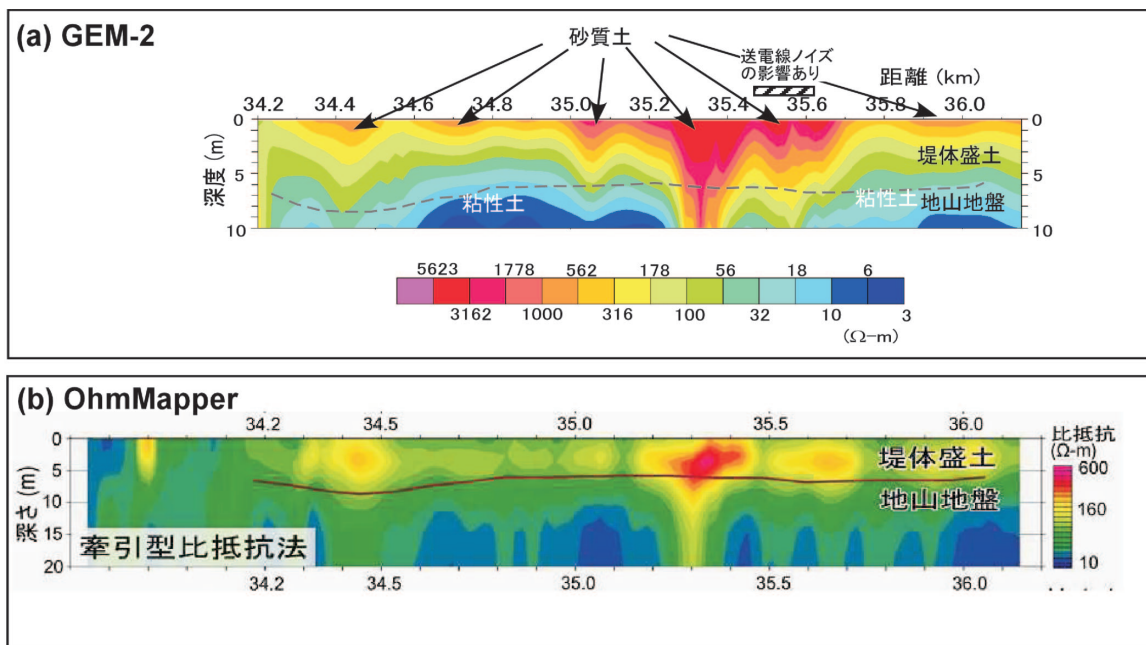 (a) GEM-2
砂質土
送電線ノイズ
の影響あり
距離 (km)
34.2 34.4 34.6 34.8 35.0 35.2 35.4 35.6 35.8 36.0
0 0
堤体盛土
深度 (m)
5 5
粘性土 粘性土 地山地盤
10 10
5623 1778 562 178 56 18 6
3162 1000 316 100 32 10 3
(Ω-m)
(b) OhmMapper
34.2 34.5 35.0 35.5 36.0
比抵抗
(Ω-m)
0
600
堤体盛土
5
深さ (m)
160
10
地山地盤
15
牽引型比抵抗法
10
20
34.2 34.5 35.0 35.5 36.0